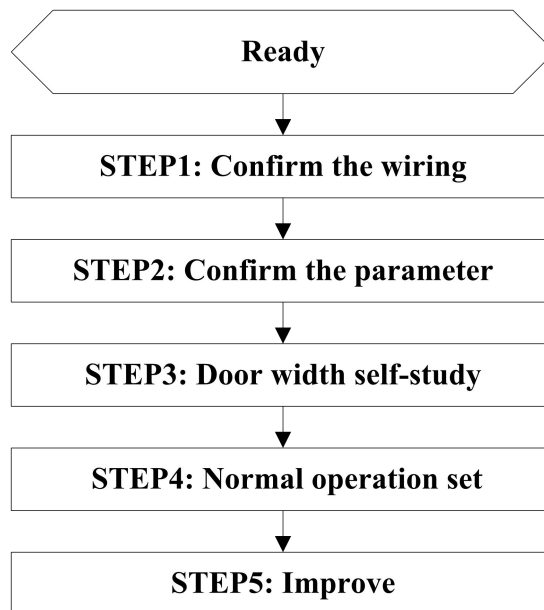 Ready
STEP1: Confirm the wiring
STEP2: Confirm the parameter
STEP3: Door width self-study
STEP4: Normal operation set
STEP5: Improve